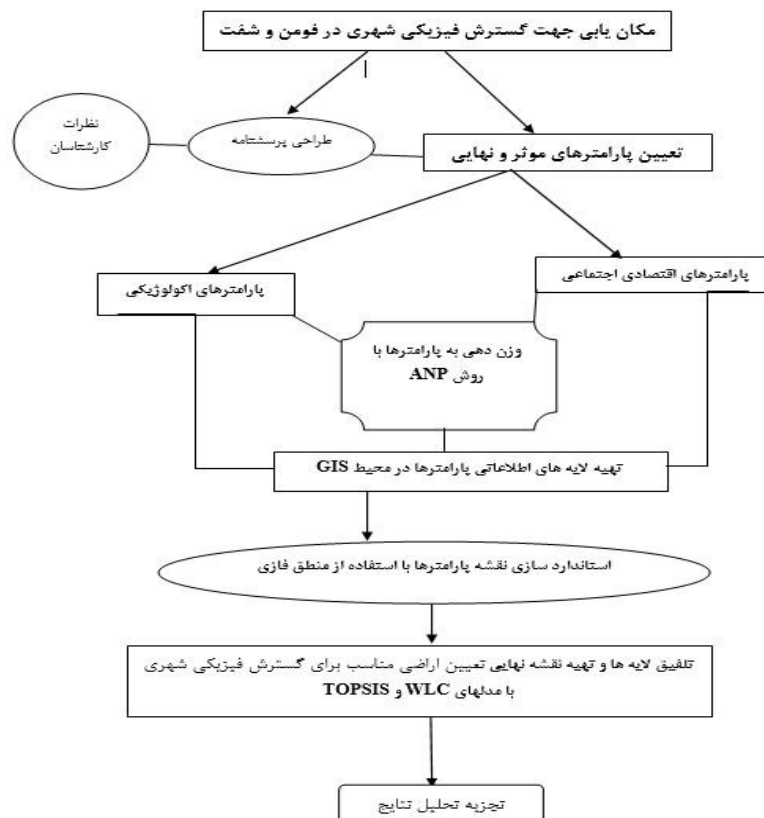 مکان یابی جهت گسترش فیزیکی شهری در فومن و شفت
نظرات
کارشناسان
طراحی پرسشنامه
تعیین پارامترهای موثر و نهایی
پارامترهای اقتصادی اجتماعی
پارامترهای اکولوژیکی
وزن دهی به پارامترها با
روش ANP
تهیه لایه های اطلاعاتی پارامترها در محیط GIS
استاندارد سازی نقشه پارامترها با استفاده از منطق فازی
تلفیق لایه ها و تهیه نقشه نهایی تعیین اراضی مناسب برای گسترش فیزیکی شهری
با مدلهای WLC و TOPSIS
تجزیه تحلیل نتایج